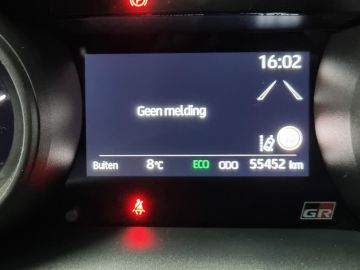 16:02
Geen melding
Buiten 8°C ECO ODO 55452 km
GR